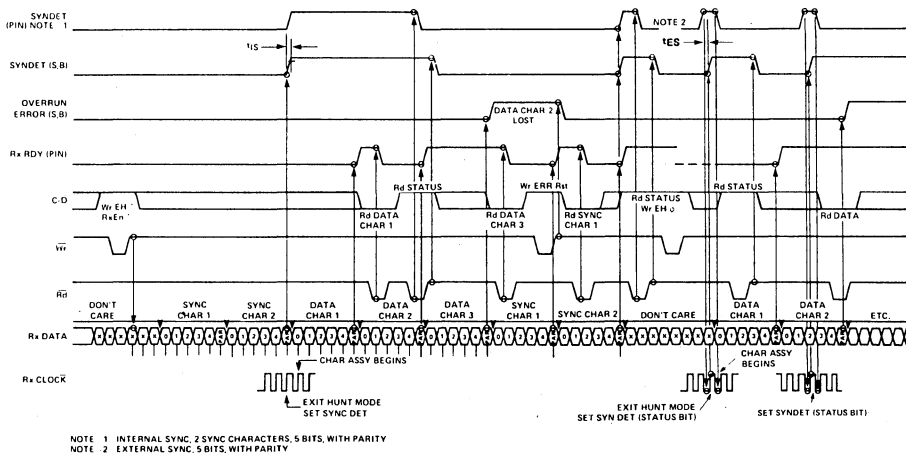 SYNDET
(PIN) NOTE 1
NOTE 2
tIS
tES
SYNDET (S,B)
OVERRUN
ERROR (S,B)
DATA CHAR 2
LOST
Rx RDY (PIN)
C-D
Wr EH
RxEn
Rd DATA
CHAR 1
Rd STATUS
Rd DATA
CHAR 3
Wr ERR Rst
Rd SYNC
CHAR 1
Rd STATUS
Wr EH
Rd STATUS
Rd DATA
Wr
Rd
DON'T
CARE
SYNC
CHAR 1
SYNC
CHAR 2
DATA
CHAR 1
DATA
CHAR 2
DATA
CHAR 3
SYNC
CHAR 1
SYNC CHAR 2
DON'T CARE
DATA
CHAR 1
DATA
CHAR 2
ETC.
Rx DATA
CHAR ASSY BEGINS
CHAR ASSY
BEGINS
Rx CLOCK
EXIT HUNT MODE
SET SYNC DET
EXIT HUNT MODE
SET SYN DET (STATUS BIT)
SET SYNDET (STATUS BIT)
NOTE 1 INTERNAL SYNC, 2 SYNC CHARACTERS, 5 BITS, WITH PARITY
NOTE 2 EXTERNAL SYNC, 5 BITS, WITH PARITY